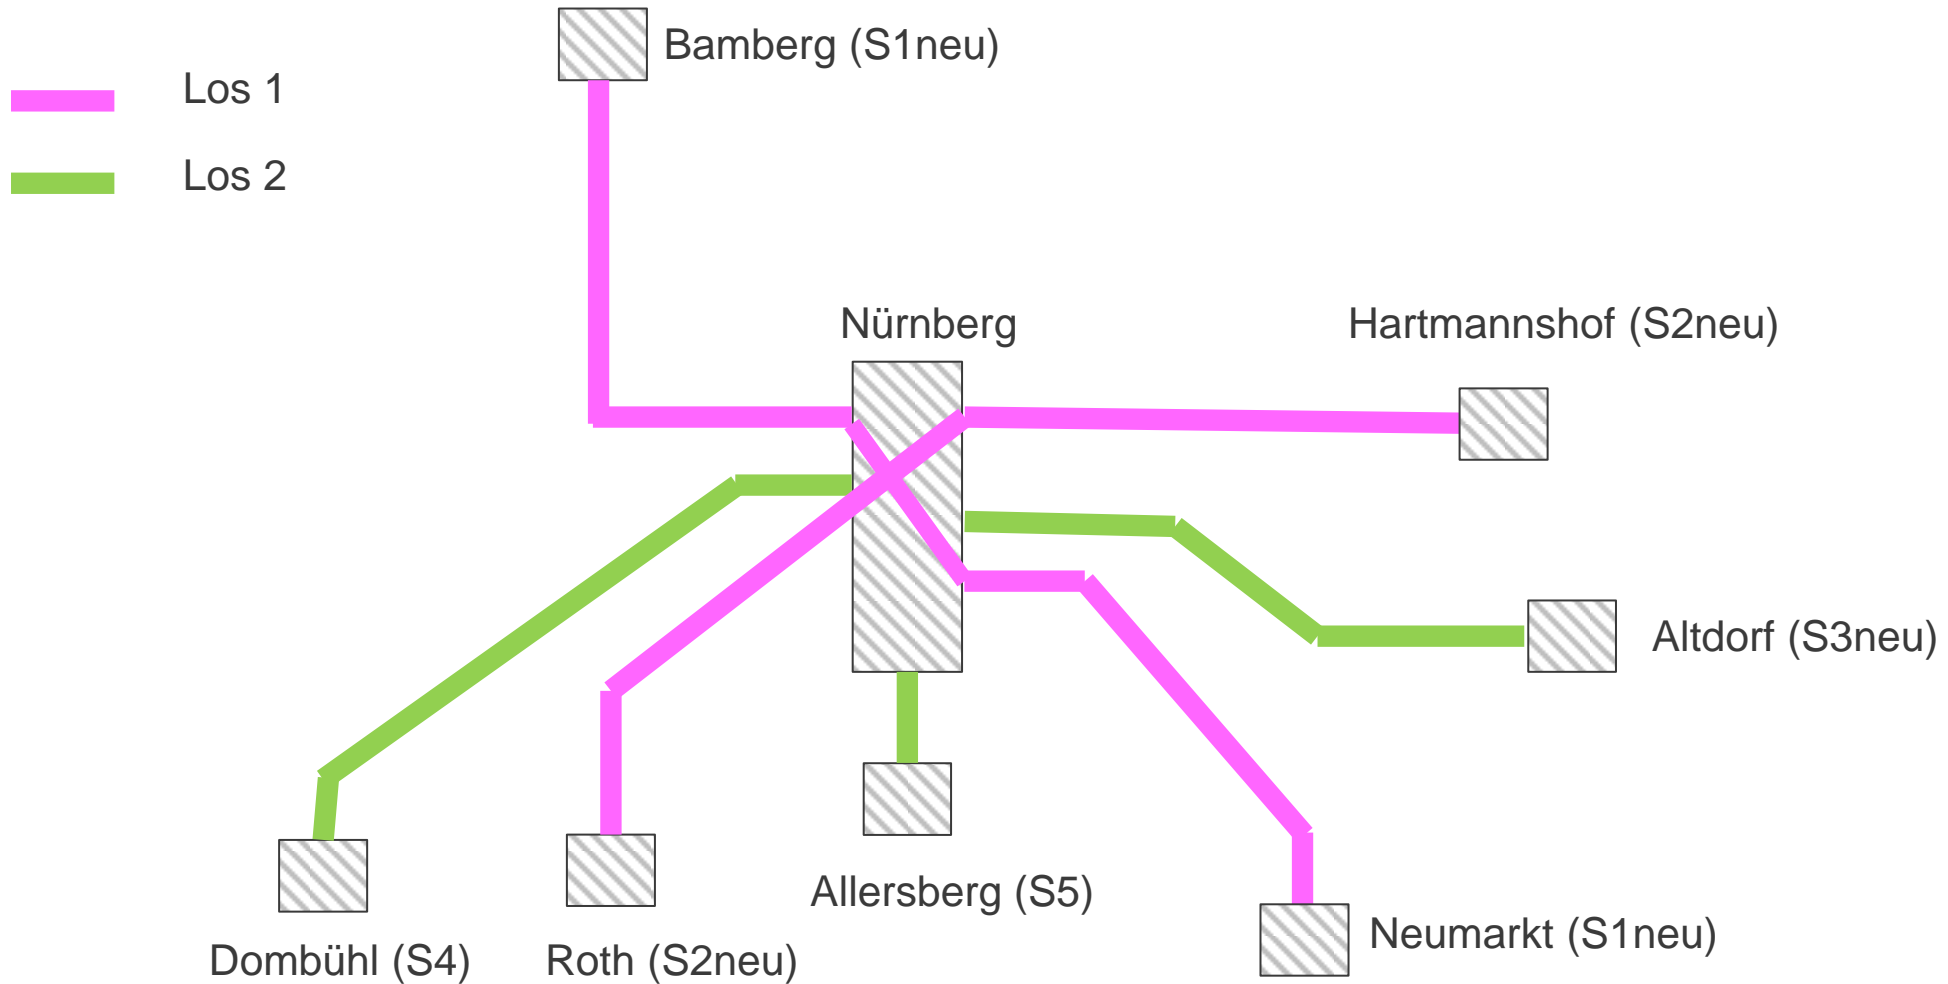 Bamberg (S1neu)
Los 1
Los 2
Nürnberg
Hartmannshof (S2neu)
Altdorf (S3neu)
Allersberg (S5)
Neumarkt (S1neu)
Dombühl (S4)
Roth (S2neu)